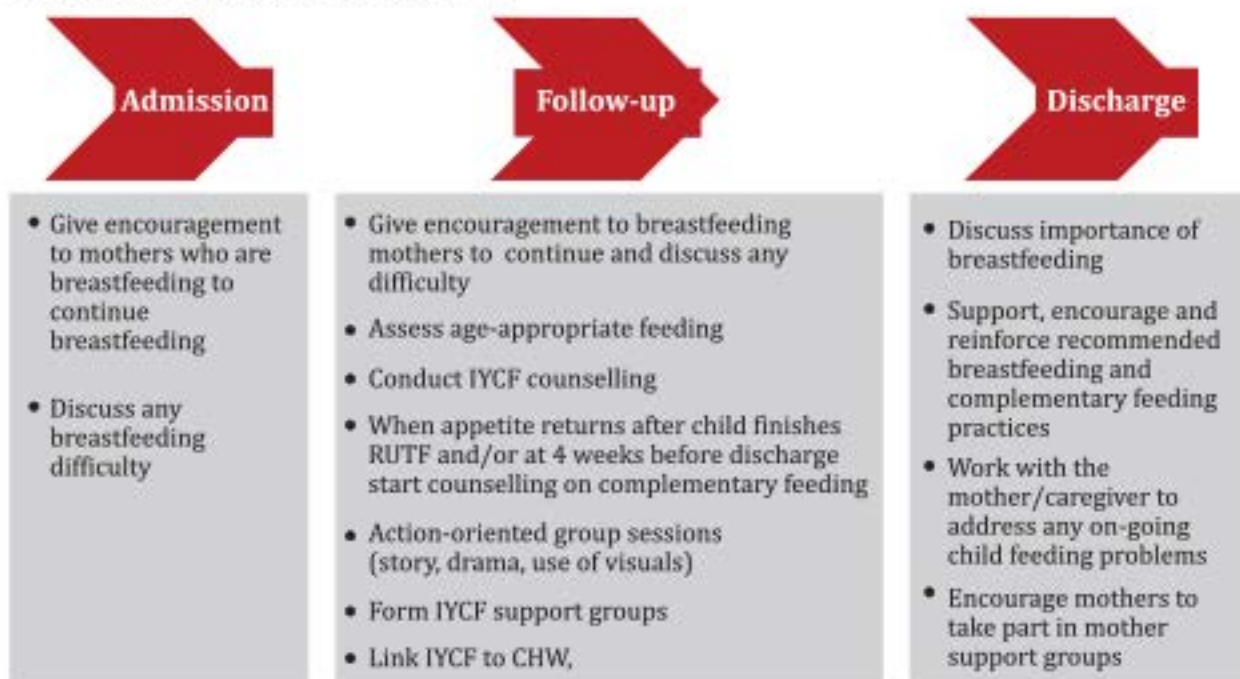 Admission
Follow-up
Discharge
• Give encouragement
to mothers who are
breastfeeding to
continue
breastfeeding
• Discuss any
breastfeeding
difficulty
• Give encouragement to breastfeeding
mothers to continue and discuss any
difficulty
• Assess age-appropriate feeding
• Conduct IYCF counselling
• When appetite returns after child finishes
RUTF and/or at 4 weeks before discharge
start counselling on complementary feeding
• Action-oriented group sessions
(story, drama, use of visuals)
• Form IYCF support groups
• Link IYCF to CHW,
• Discuss importance of
breastfeeding
• Support, encourage and
reinforce recommended
breastfeeding and
complementary feeding
practices
• Work with the
mother/caregiver to
address any on-going
child feeding problems
• Encourage mothers to
take part in mother
support groups